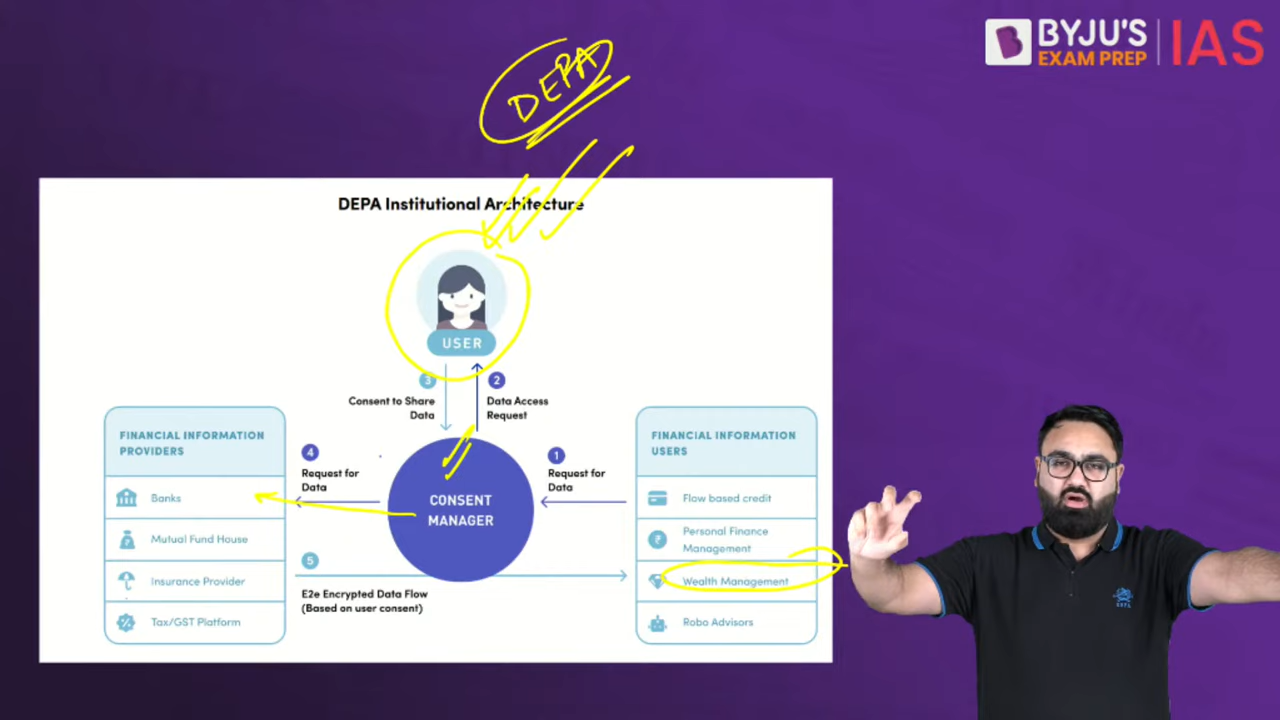 BYJU'S
EXAM PREP
IAS
DEPA
DEPA Institutional Architecture
USER
3
2
Consent to Share
Data
Data Access
Request
FINANCIAL INFORMATION
PROVIDERS
Banks
Mutual Fund House
Insurance Provider
Tax/GST Platform
4
Request for
Data
CONSENT
MANAGER
1
Request for
Data
5
E2e Encrypted Data Flow
(Based on user consent)
FINANCIAL INFORMATION
USERS
Flow based credit
Personal Finance
Management
Wealth Management
Robo Advisors